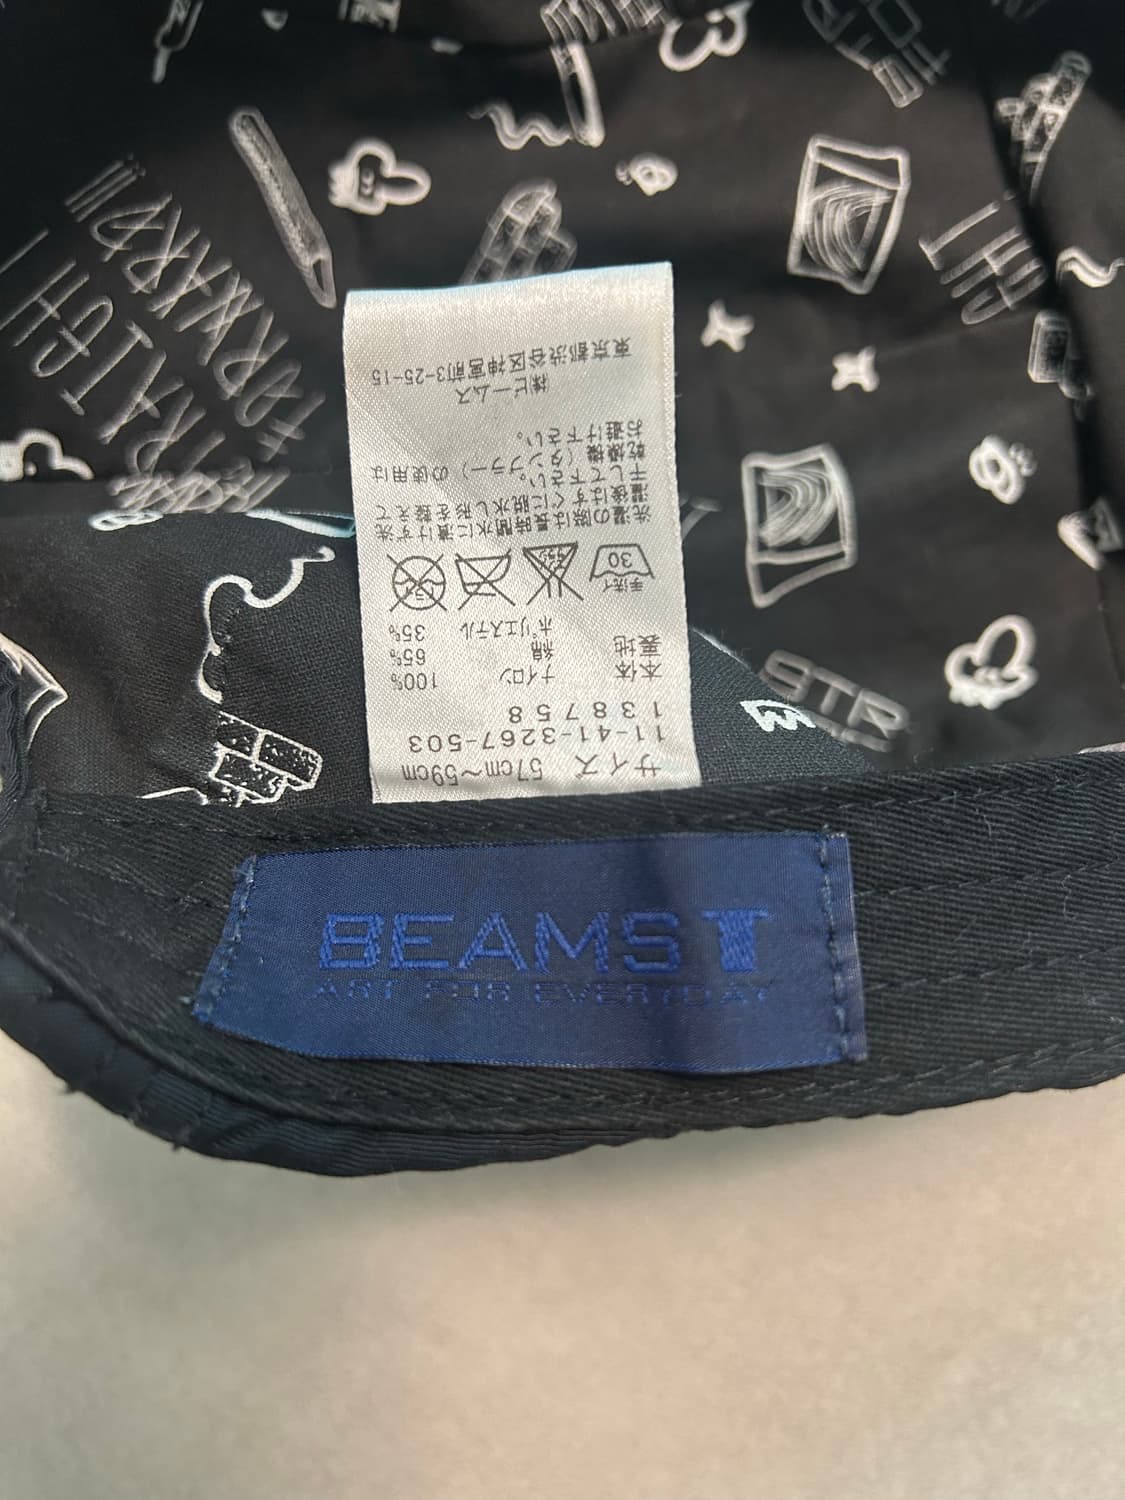 サイズ 57cm~59cm
11-41-3267-503
138758
本体 ナイロン 100%
裏地 綿 65%
ポリエステル 35%
手洗イ
30
洗濯の際は長時間水に漬けず洗
濯後はすぐに脱水し形を整えて
干して下さい。
乾燥機(タンブラー)の使用は
お避け下さい。
㈱ビームス
東京都渋谷区神宮前3-25-15
BEAMS T
ART FOR EVERYDAY
STR